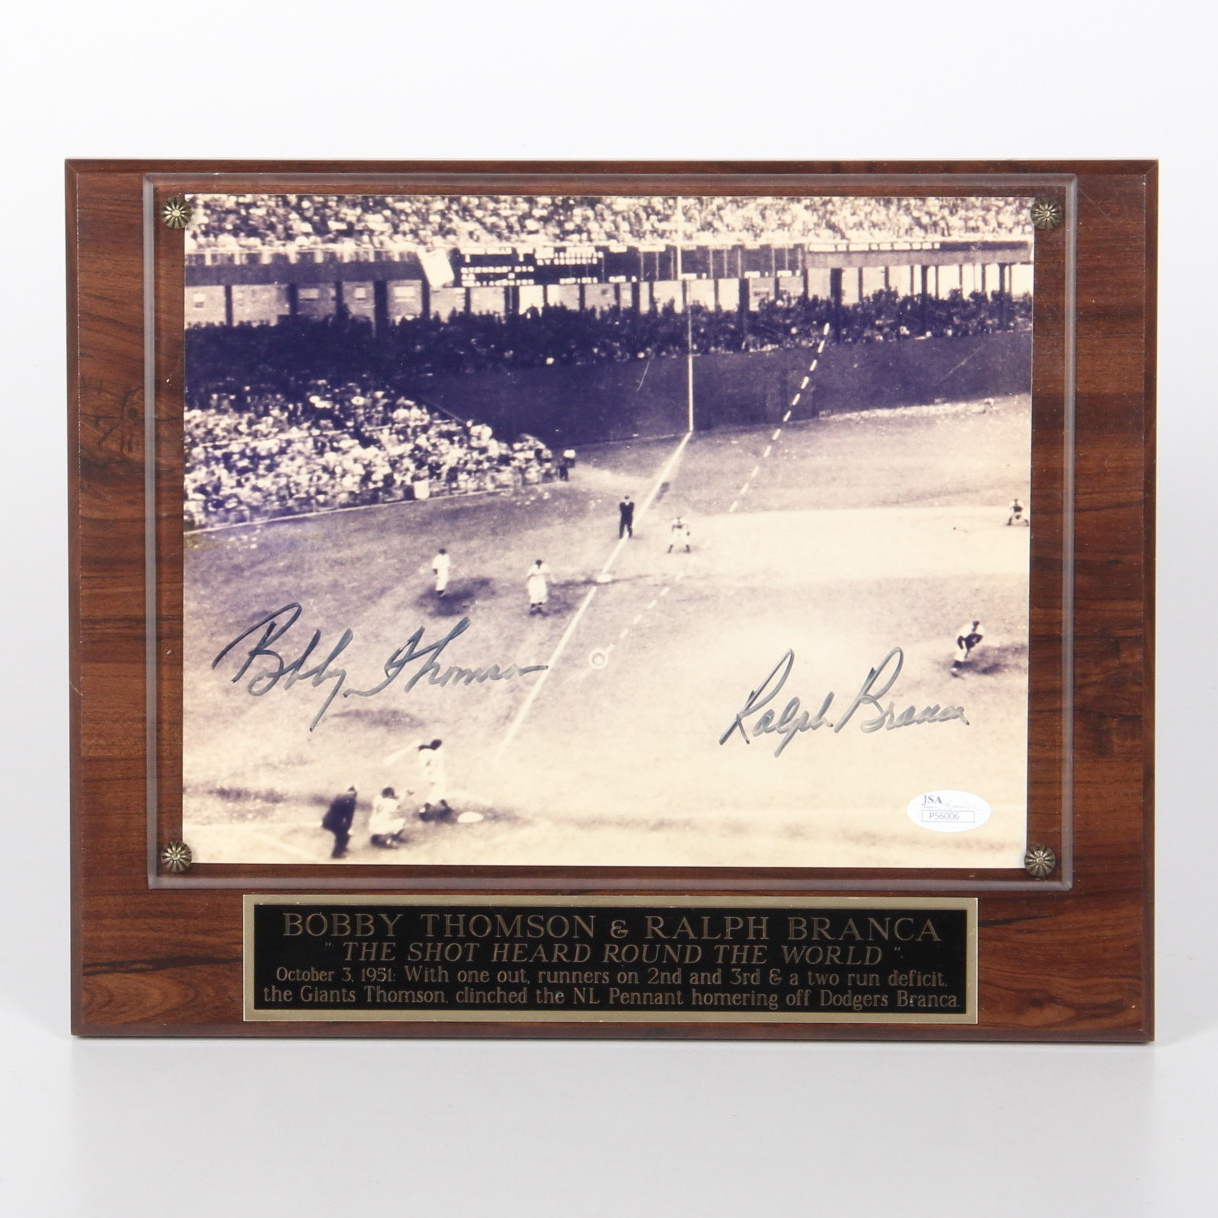 Bobby Thomson
Ralph Branca
JSA
P56006
BOBBY THOMSON & RALPH BRANCA
" THE SHOT HEARD ROUND THE WORLD "
October 3, 1951: With one out, runners on 2nd and 3rd & a two run deficit,
the Giants Thomson, clinched the NL Pennant homering off Dodgers Branca.